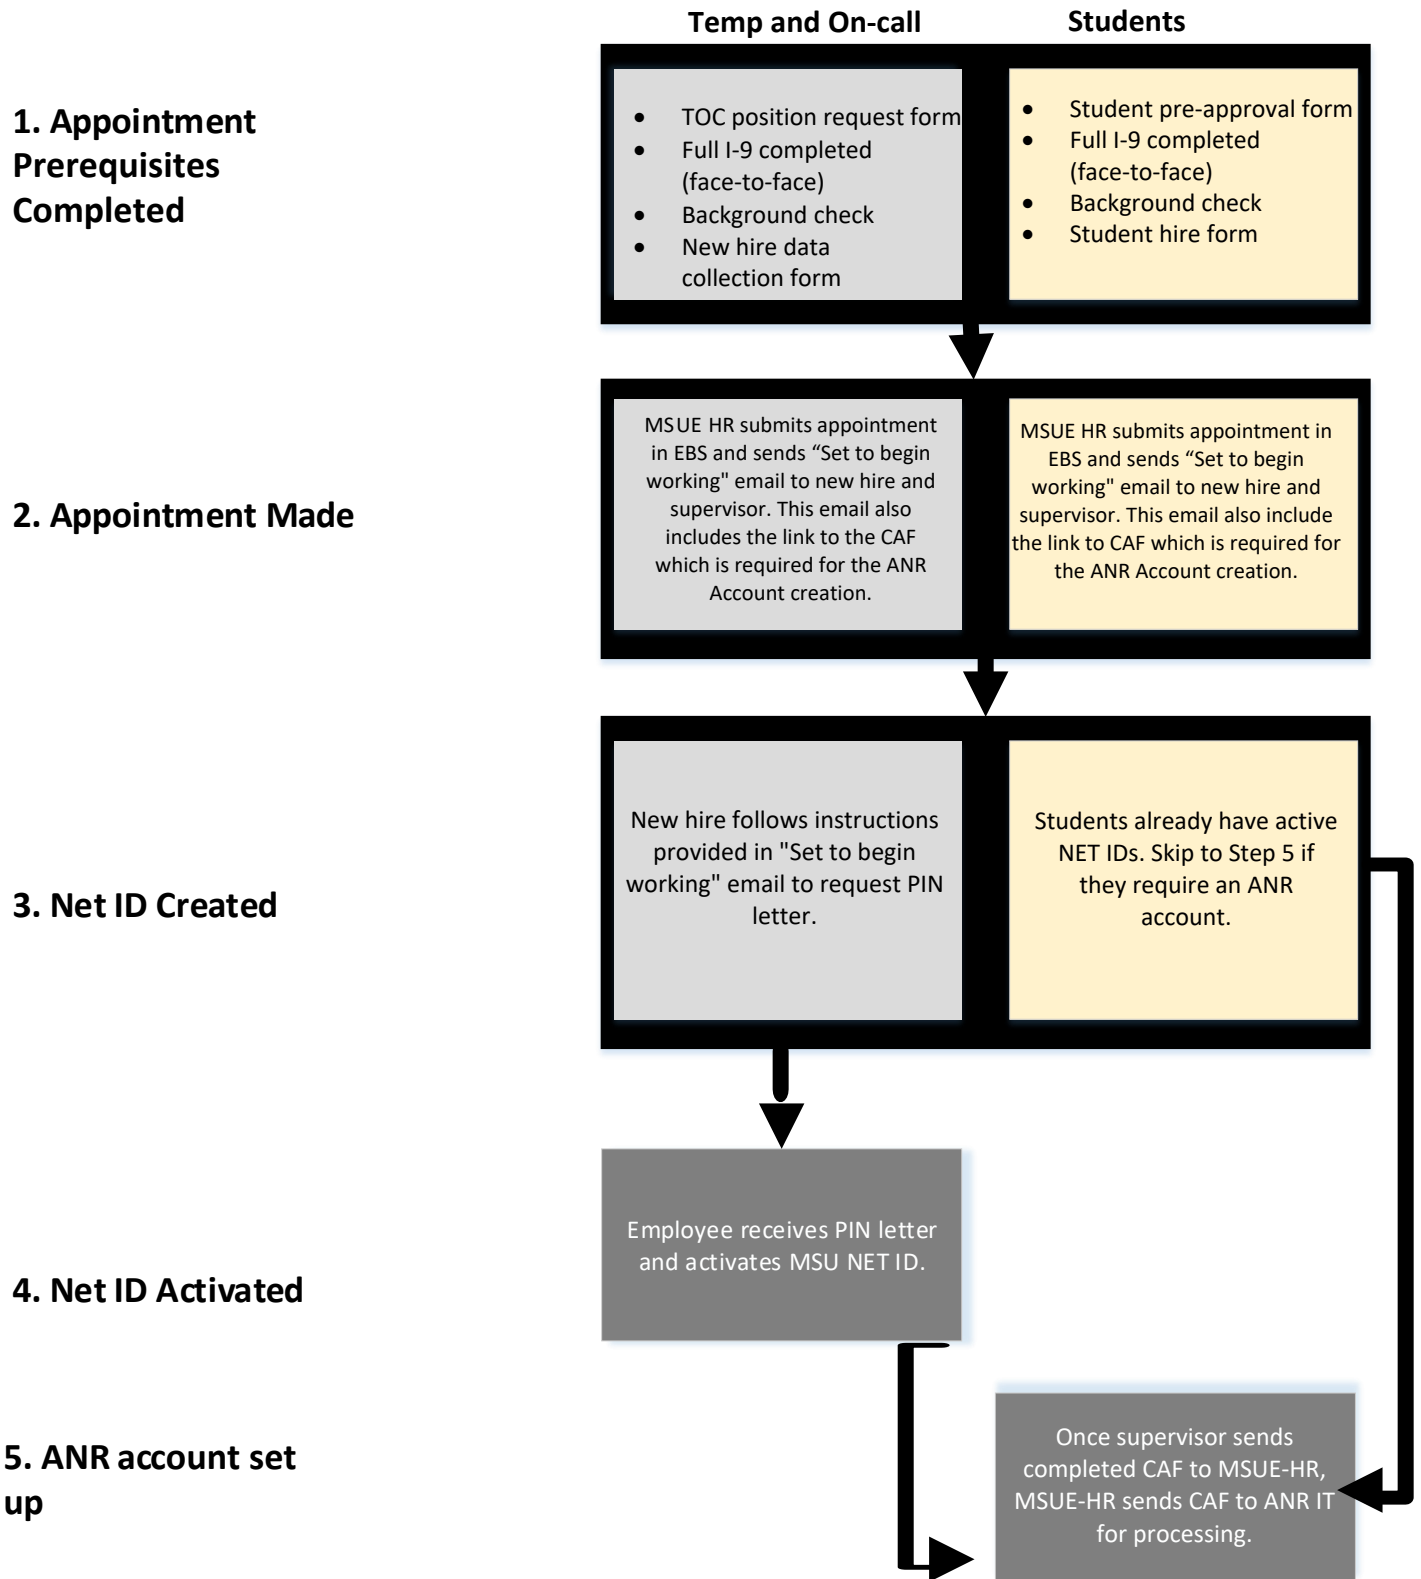 Temp and On-call
Students
1. Appointment
Prerequisites
Completed
• TOC position request form
• Full I-9 completed
(face-to-face)
• Background check
• New hire data
collection form
• Student pre-approval form
• Full I-9 completed
(face-to-face)
• Background check
• Student hire form
2. Appointment Made
MSUE HR submits appointment
in EBS and sends “Set to begin
working" email to new hire and
supervisor. This email also
includes the link to the CAF
which is required for the ANR
Account creation.
MSUE HR submits appointment in
EBS and sends “Set to begin
working" email to new hire and
supervisor. This email also include
the link to CAF which is required for
the ANR Account creation.
3. Net ID Created
New hire follows instructions
provided in "Set to begin
working” email to request PIN
letter.
Students already have active
NET IDs. Skip to Step 5 if
they require an ANR
account.
4. Net ID Activated
Employee receives PIN letter
and activates MSU NET ID.
5. ANR account set
up
Once supervisor sends
completed CAF to MSUE-HR,
MSUE-HR sends CAF to ANR IT
for processing.